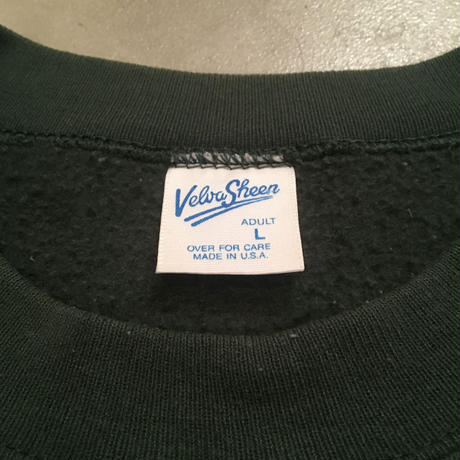 Velva Sheen
ADULT
L
OVER FOR CARE
MADE IN U.S.A.